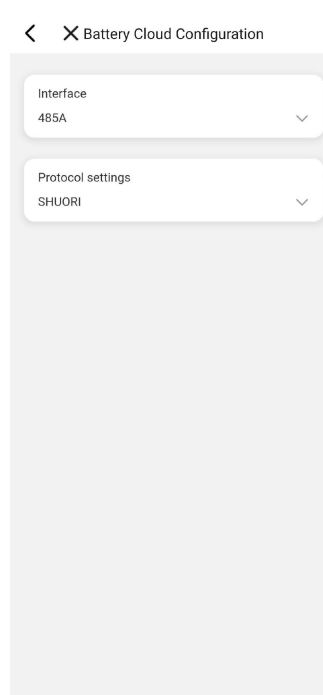 Battery Cloud Configuration
Interface
485A
Protocol settings
SHUORI